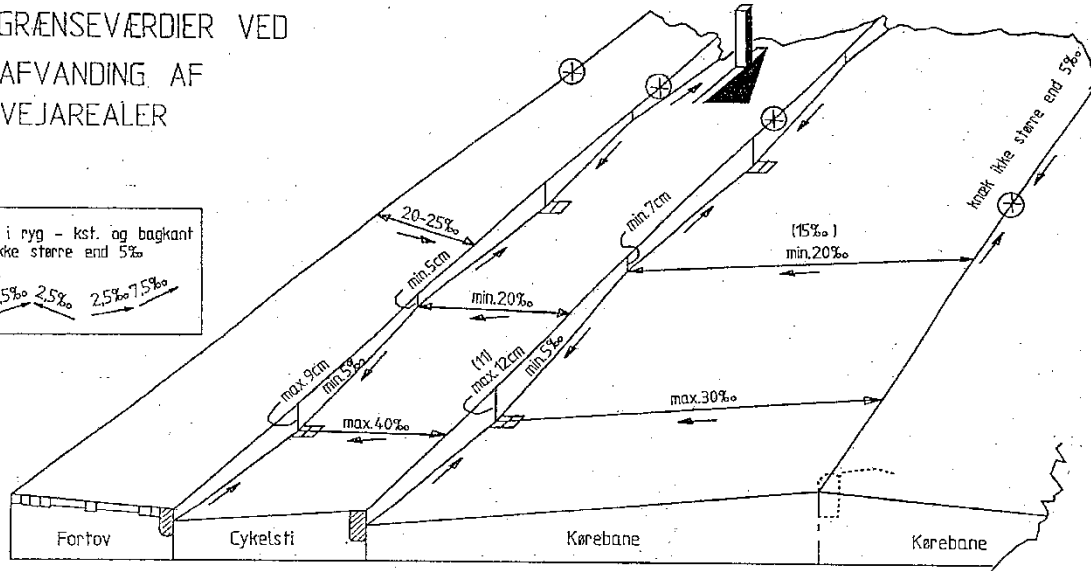 GRÆNSEVÆRDIER VED
AFVANDING AF
VEJAREALER
i ryg - kst. og bagkant
kke større end 5‰
,5‰ 2,5‰ 2,5‰ 7,5‰
20-25‰
min.5cm
min.20‰
min.7cm
(15‰)
min.20‰
knæk ikke større end 5‰
max.9cm
min.5‰
max.40‰
(11)
max.12cm
min.5‰
max.30‰
Fortov
Cykelsti
Kørebane
Kørebane